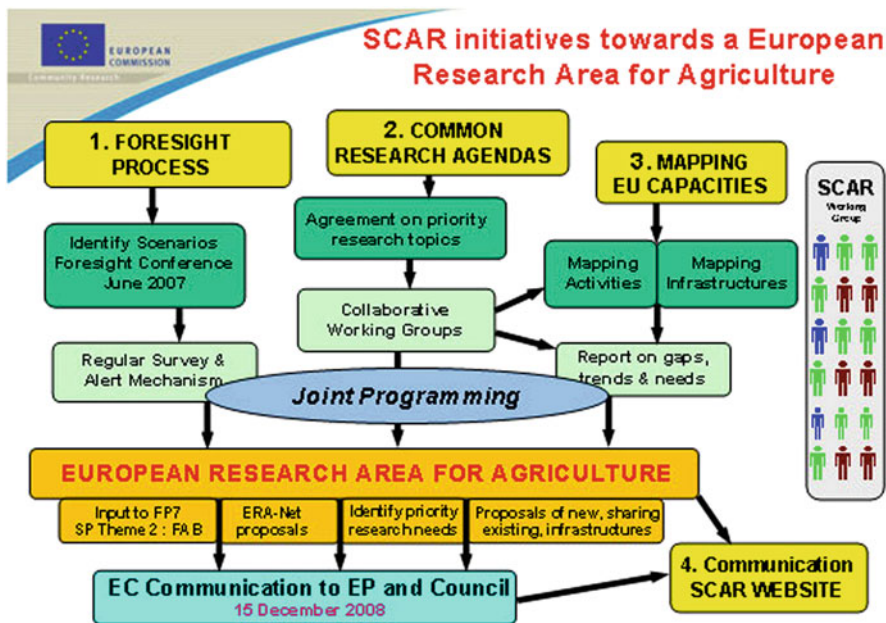 EUROPEAN
COMMISSION
Community Research
SCAR initiatives towards a European
Research Area for Agriculture
1. FORESIGHT
PROCESS
2. COMMON
RESEARCH AGENDAS
3. MAPPING
EU CAPACITIES
SCAR
Working
Group
Identify Scenarios
Foresight Conference
June 2007
Agreement on priority
research topics
Mapping
Activities
Mapping
Infrastructures
Collaborative
Working Groups
Regular Survey &
Alert Mechanism
Report on gaps,
trends & needs
Joint Programming
EUROPEAN RESEARCH AREA FOR AGRICULTURE
Input to FP7
SP Theme 2 : FAB
ERA-Net
proposals
Identify priority
research needs
Proposals of new, sharing
existing, infrastructures
EC Communication to EP and Council
15 December 2008
4. Communication
SCAR WEBSITE